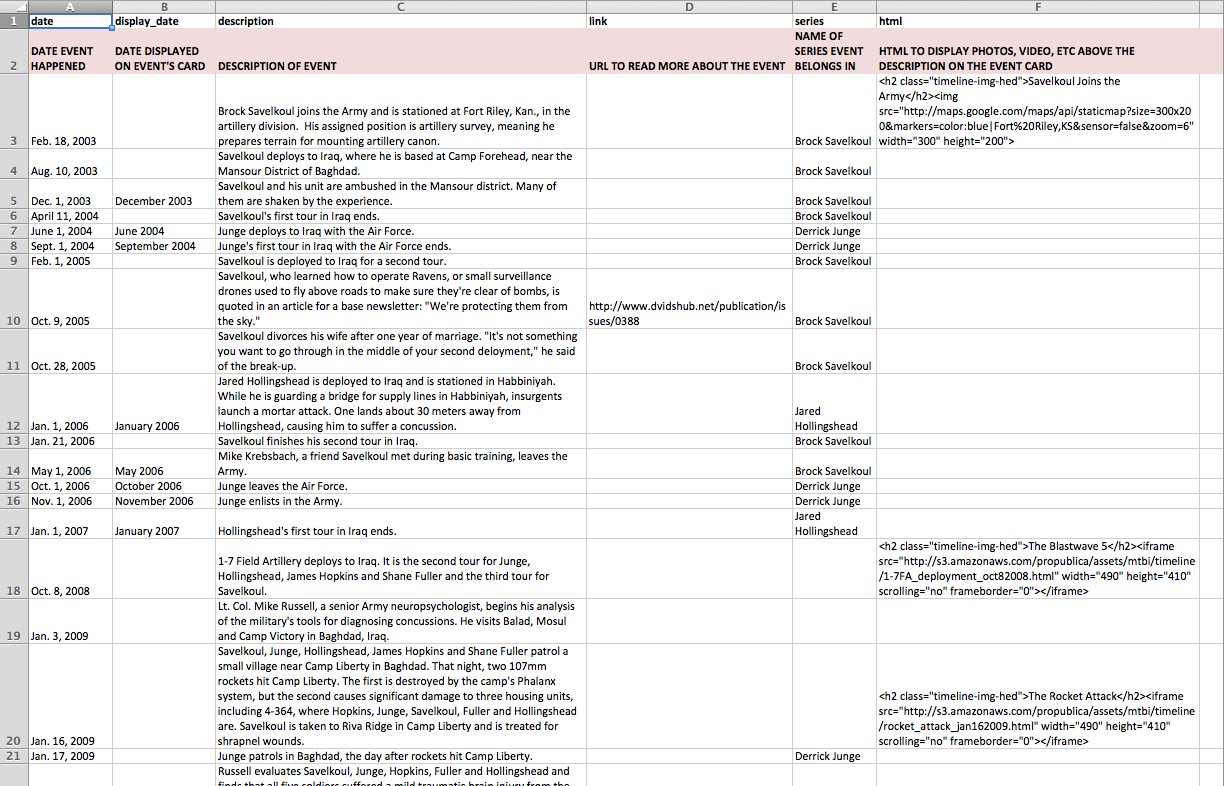 A B C D E F
1 date display_date description link series html
2 DATE EVENT HAPPENED DATE DISPLAYED ON EVENT'S CARD DESCRIPTION OF EVENT URL TO READ MORE ABOUT THE EVENT NAME OF SERIES EVENT BELONGS IN HTML TO DISPLAY PHOTOS, VIDEO, ETC ABOVE THE DESCRIPTION ON THE EVENT CARD
3 Feb. 18, 2003
Brock Savelkoul joins the Army and is stationed at Fort Riley, Kan., in the
artillery division.  His assigned position is artillery survey, meaning he
prepares terrain for mounting artillery canon.
Brock Savelkoul
<h2 class="timeline-img-hed">Savelkoul Joins the
Army</h2><img
src="http://maps.google.com/maps/api/staticmap?size=300x20
0&markers=color:blue|Fort%20Riley,KS&sensor=false&zoom=6"
width="300" height="200">
4 Aug. 10, 2003
Savelkoul deploys to Iraq, where he is based at Camp Forehead, near the
Mansour District of Baghdad.
Brock Savelkoul
5 Dec. 1, 2003 December 2003
Savelkoul and his unit are ambushed in the Mansour district. Many of
them are shaken by the experience.
Brock Savelkoul
6 April 11, 2004 Savelkoul's first tour in Iraq ends. Brock Savelkoul
7 June 1, 2004 June 2004 Junge deploys to Iraq with the Air Force. Derrick Junge
8 Sept. 1, 2004 September 2004 Junge's first tour in Iraq with the Air Force ends. Derrick Junge
9 Feb. 1, 2005 Savelkoul is deployed to Iraq for a second tour. Brock Savelkoul
10 Oct. 9, 2005
Savelkoul, who learned how to operate Ravens, or small surveillance
drones used to fly above roads to make sure they're clear of bombs, is
quoted in an article for a base newsletter: "We're protecting them from
the sky."
http://www.dvidshub.net/publication/is
sues/0388
Brock Savelkoul
11 Oct. 28, 2005
Savelkoul divorces his wife after one year of marriage. "It's not something
you want to go through in the middle of your second deloyment," he said
of the break-up.
Brock Savelkoul
12 Jan. 1, 2006 January 2006
Jared Hollingshead is deployed to Iraq and is stationed in Habbiniyah.
While he is guarding a bridge for supply lines in Habbiniyah, insurgents
launch a mortar attack. One lands about 30 meters away from
Hollingshead, causing him to suffer a concussion.
Jared
Hollingshead
13 Jan. 21, 2006 Savelkoul finishes his second tour in Iraq. Brock Savelkoul
14 May 1, 2006 May 2006
Mike Krebsbach, a friend Savelkoul met during basic training, leaves the
Army.
Brock Savelkoul
15 Oct. 1, 2006 October 2006 Junge leaves the Air Force. Derrick Junge
16 Nov. 1, 2006 November 2006 Junge enlists in the Army. Derrick Junge
17 Jan. 1, 2007 January 2007 Hollingshead's first tour in Iraq ends.
Jared
Hollingshead
18 Oct. 8, 2008
1-7 Field Artillery deploys to Iraq. It is the second tour for Junge,
Hollingshead, James Hopkins and Shane Fuller and the third tour for
Savelkoul.
<h2 class="timeline-img-hed">The Blastwave 5</h2><iframe
src="http://s3.amazonaws.com/propublica/assets/mtbi/timeline
/1-7FA_deployment_oct82008.html" width="490" height="410"
scrolling="no" frameborder="0"></iframe>
19 Jan. 3, 2009
Lt. Col. Mike Russell, a senior Army neuropsychologist, begins his analysis
of the military's tools for diagnosing concussions. He visits Balad, Mosul
and Camp Victory in Baghdad, Iraq.
20 Jan. 16, 2009
Savelkoul, Junge, Hollingshead, James Hopkins and Shane Fuller patrol a
small village near Camp Liberty in Baghdad. That night, two 107mm
rockets hit Camp Liberty. The first is destroyed by the camp's Phalanx
system, but the second causes significant damage to three housing units,
including 4-364, where Hopkins, Junge, Savelkoul, Fuller and Hollingshead
are. Savelkoul is taken to Riva Ridge in Camp Liberty and is treated for
shrapnel wounds.
<h2 class="timeline-img-hed">The Rocket Attack</h2><iframe
src="http://s3.amazonaws.com/propublica/assets/mtbi/timeline
/rocket_attack_jan162009.html" width="490" height="410"
scrolling="no" frameborder="0"></iframe>
21 Jan. 17, 2009 Junge patrols in Baghdad, the day after rockets hit Camp Liberty. Derrick Junge
Russell evaluates Savelkoul, Junge, Hopkins, Fuller and Hollingshead and
finds that all five soldiers suffered a mild traumatic brain injury from the